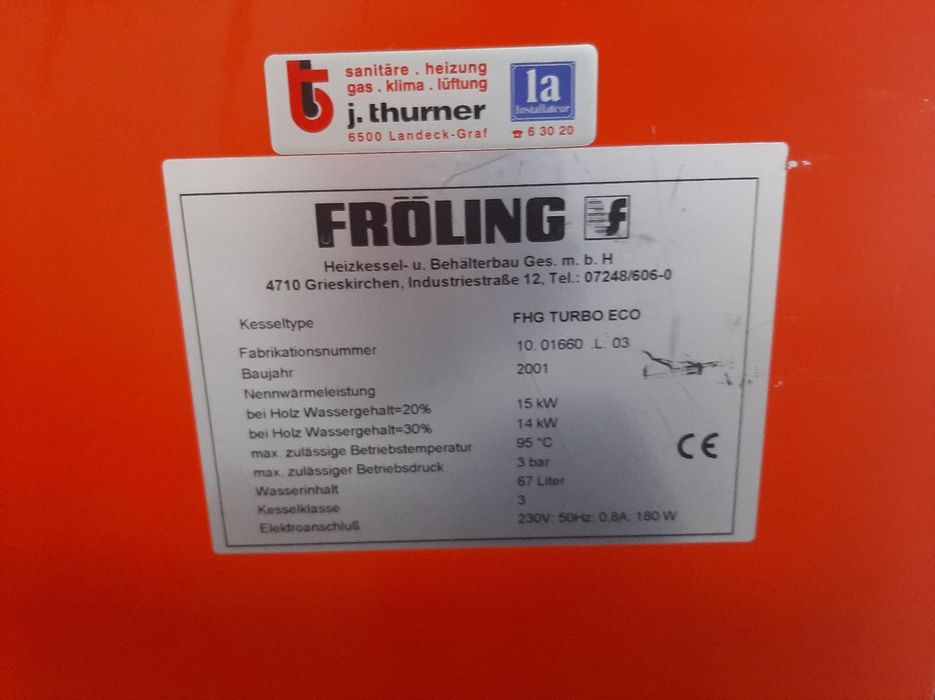 sanitäre . heizung
gas . klima . lüftung
j. thurner
6500 Landeck-Graf
1a
Installateur
☎ 6 30 20
FRÖLING
Heizkessel- u. Behälterbau Ges. m. b. H
4710 Grieskirchen, Industriestraße 12, Tel.: 07248/606-0
Kesseltype FHG TURBO ECO
Fabrikationsnummer 10. 01660 .L. 03
Baujahr 2001
Nennwärmeleistung
bei Holz Wassergehalt=20% 15 kW
bei Holz Wassergehalt=30% 14 kW
max. zulässige Betriebstemperatur 95 °C
max. zulässiger Betriebsdruck 3 bar
Wasserinhalt 67 Liter
Kesselklasse 3
Elektroanschluß 230V; 50Hz; 0,8A; 180 W
CE